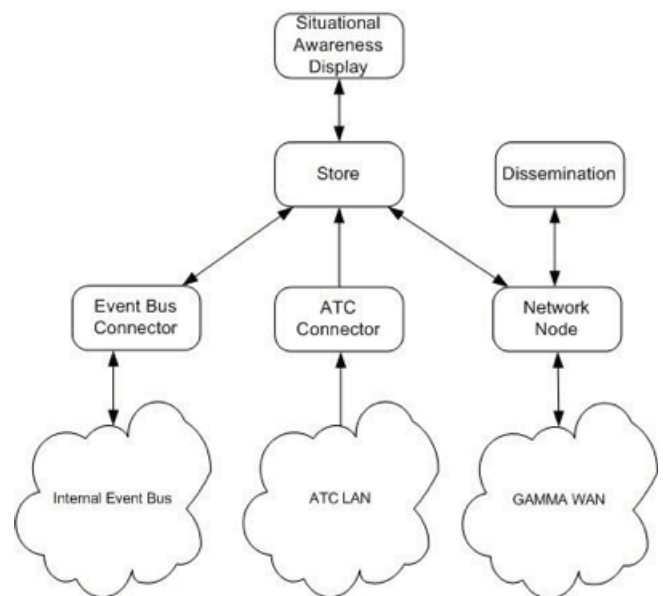 Situational
Awareness
Display
Store
Dissemination
Event Bus
Connector
ATC
Connector
Network
Node
Internal Event Bus
ATC LAN
GAMMA WAN